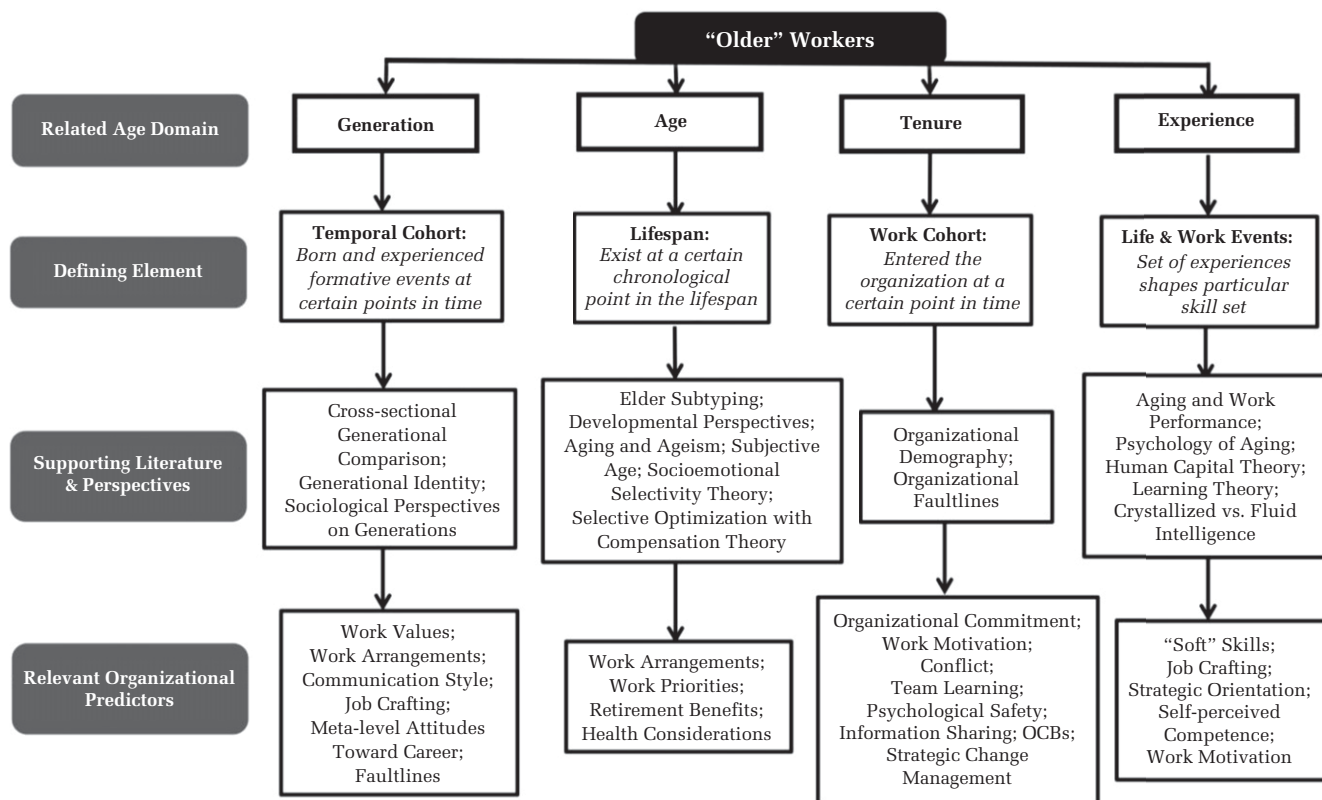 “Older” Workers
Related Age Domain
Generation
Age
Tenure
Experience
Defining Element
Temporal Cohort:
Born and experienced
formative events at
certain points in time
Lifespan:
Exist at a certain
chronological
point in the lifespan
Work Cohort:
Entered the
organization at a
certain point in time
Life & Work Events:
Set of experiences
shapes particular
skill set
Supporting Literature
& Perspectives
Cross-sectional
Generational
Comparison;
Generational Identity;
Sociological Perspectives
on Generations
Elder Subtyping;
Developmental Perspectives;
Aging and Ageism; Subjective
Age; Socioemotional
Selectivity Theory;
Selective Optimization with
Compensation Theory
Organizational
Demography;
Organizational
Faultlines
Aging and Work
Performance;
Psychology of Aging;
Human Capital Theory;
Learning Theory;
Crystallized vs. Fluid
Intelligence
Relevant Organizational
Predictors
Work Values;
Work Arrangements;
Communication Style;
Job Crafting;
Meta-level Attitudes
Toward Career;
Faultlines
Work Arrangements;
Work Priorities;
Retirement Benefits;
Health Considerations
Organizational Commitment;
Work Motivation;
Conflict;
Team Learning;
Psychological Safety;
Information Sharing; OCBs;
Strategic Change
Management
“Soft” Skills;
Job Crafting;
Strategic Orientation;
Self-perceived
Competence;
Work Motivation